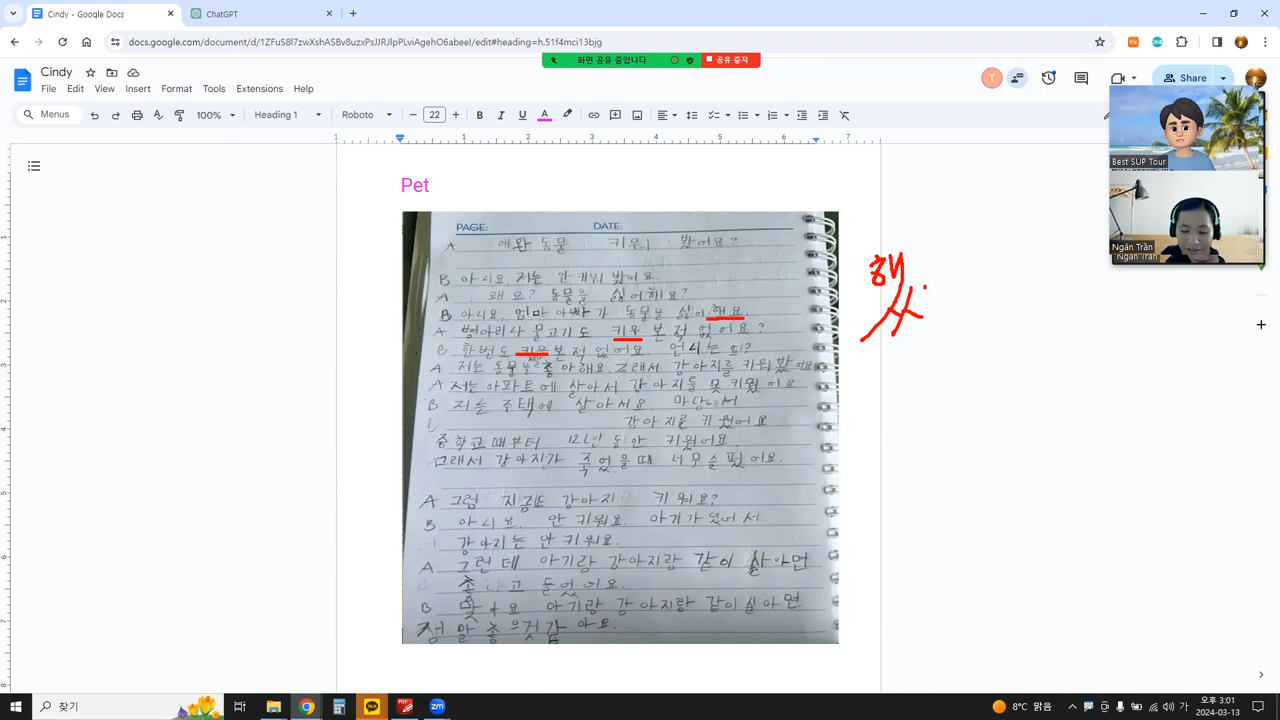 Cindy - Google Docs
ChatGPT
docs.google.com/document/d/1ZFuS8l7zwXshASBv8uzxPsJJRJlpPLviAgehO6abeeI/edit#heading=h.51f4mci13bjg
화면 공유 중입니다
공유 중지
Cindy
File Edit View Insert Format Tools Extensions Help
Share
Menus
100%
Heading 1
Roboto
22
B I U A
1 1 2 3 4 5 6 7
Best SUP Tour
Ngân Trần
Ngan Tran
Pet
PAGE: DATE:
A 애완 동물 키워 봤어요?
B 아니요. 저는 안 키워 봤어요.
A 왜 요? 동물을 싫어해요?
B 아니요. 엄마 아빠가 동물을 싫어해요.
A 병아리나 물고기도 키우 본 적 없어요?
B 한번도 키울본 적 없어요. 언니는요?
A 저는 동물을 좋아해요. 그래서 강아지를 키워봤어요
A 저는 아파트에 살아서 강아지를 못 키웠어요
B 저는 주택에 살아서요. 마당에서
강아지를 키웠어요
중학교때부터 12년 동안 키웠어요.
그래서 강아지가 죽었을때 너무 슬펐어요.
A 그럼 지금도 강아지 키워요?
B 아니요. 안 키워요. 아기가 있어서
강아지는 안 키워요.
A. 그런데 아기랑 강아지랑 같이 살아면
고 들었어요.
B 맞아요 아기랑 강아지랑 같이살아면
정말 좋은것 같 아요.
했
찾기
8°C 맑음
오후 3:01
2024-03-13